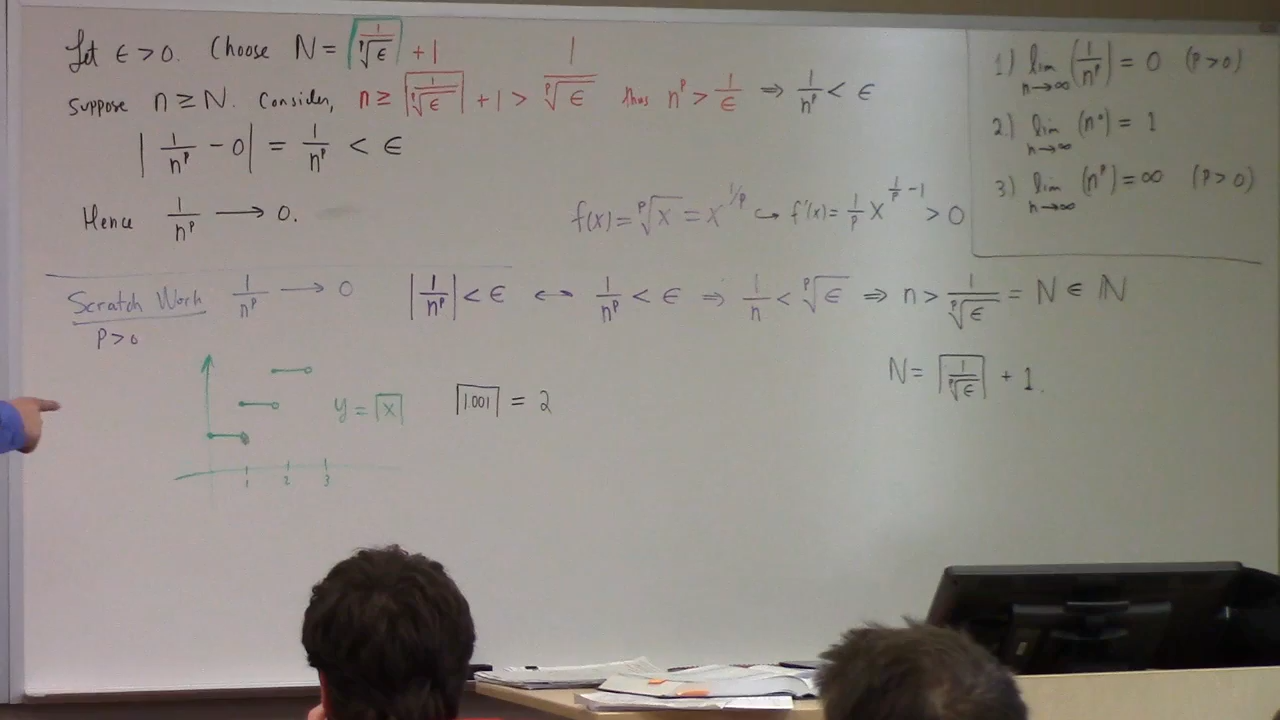 Let ε > 0. Choose N = ⌈1/ᵖ√ε⌉ + 1
Suppose n ≥ N. Consider, n ≥ ⌈1/ᵖ√ε⌉ + 1 > 1/ᵖ√ε thus nᵖ > 1/ε ⇒ 1/nᵖ < ε
|1/nᵖ − 0| = 1/nᵖ < ε
Hence 1/nᵖ → 0.
1) lim n→∞ (1/nᵖ) = 0 (p > 0)
2.) lim n→∞ (n⁰) = 1
3) lim n→∞ (nᵖ) = ∞ (p > 0)
f(x) = ᵖ√x = x^(1/p) ↪ f'(x) = 1/p x^(1/p − 1) > 0
Scratch Work 1/nᵖ → 0 |1/nᵖ| < ε ↔ 1/nᵖ < ε ⇒ 1/n < ᵖ√ε ⇒ n > 1/ᵖ√ε = N ∈ ℕ
p > 0
N = ⌈1/ᵖ√ε⌉ + 1.
y = ⌈x⌉ ⌈1.001⌉ = 2
1 2 3